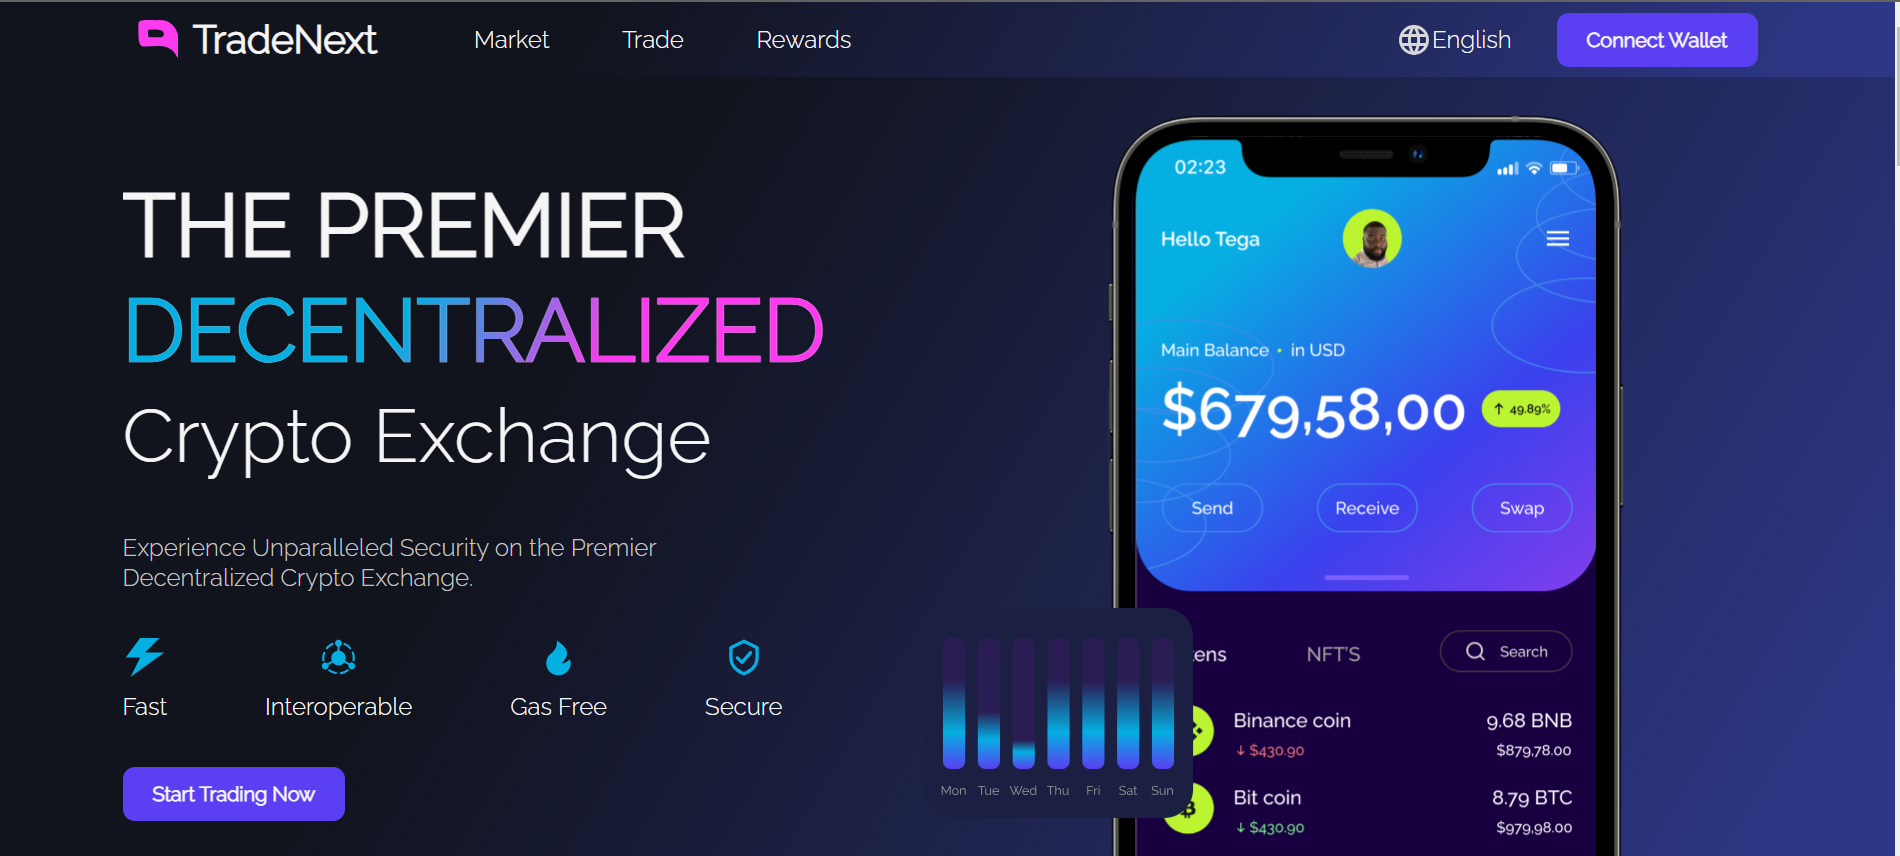 TradeNext
Market
Trade
Rewards
English
Connect Wallet
THE PREMIER
DECENTRALIZED
Crypto Exchange
Experience Unparalleled Security on the Premier
Decentralized Crypto Exchange.
Fast
Interoperable
Gas Free
Secure
Start Trading Now
02:23
Hello Tega
Main Balance • in USD
$679,58,00
↑ 49.89%
Send
Receive
Swap
ens
NFT'S
Search
Binance coin
9.68 BNB
↓ $430.90
$879,78.00
Bit coin
8.79 BTC
↓ $430.90
$979,98.00
Mon Tue Wed Thu Fri Sat Sun